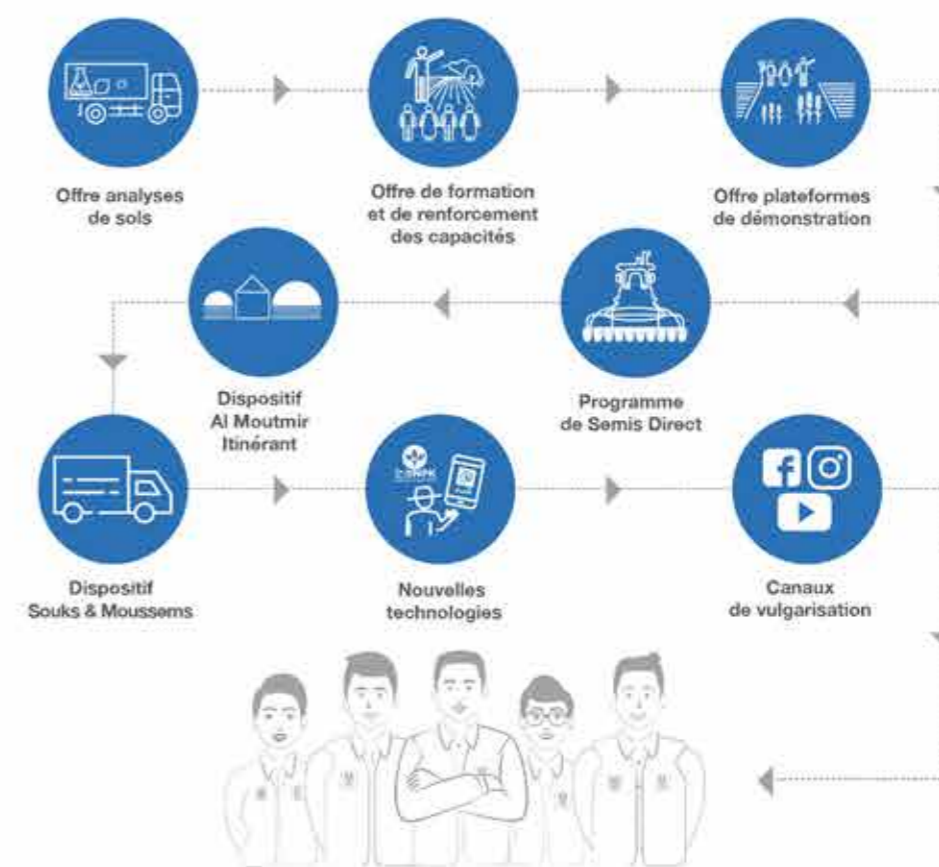 Offre analyses
de sols
Offre de formation
et de renforcement
des capacités
Offre plateformes
de démonstration
Programme
de Semis Direct
Dispositif
Al Moutmir
Itinérant
Dispositif
Souks & Moussems
Nouvelles
technologies
Canaux
de vulgarisation